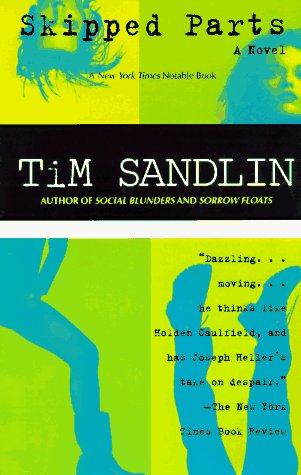 Skipped Parts
A Novel
A New York Times Notable Book
TiM SANDLIN
AUTHOR OF SOCIAL BLUNDERS AND SORROW FLOATS
"Dazzling. . .
moving. . .
he thinks like
Holden Caulfield, and
has Joseph Heller's
take on despair."
—The New York
Times Book Review